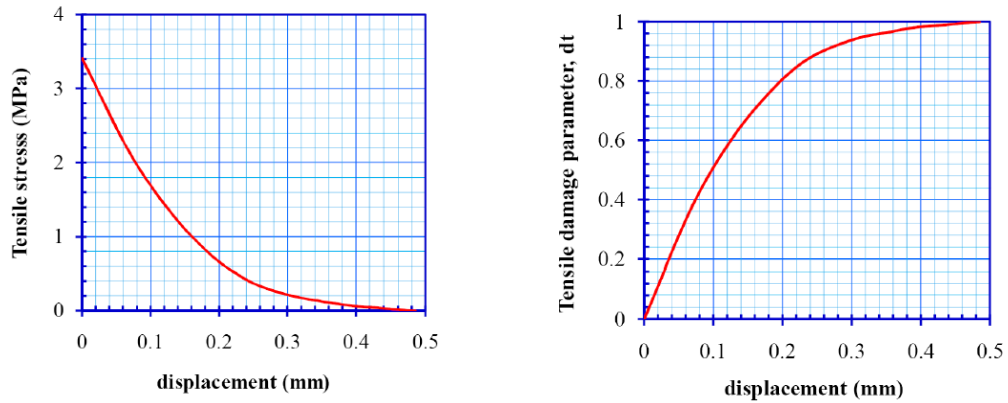 4
3
2
1
0
Tensile stresss (MPa)
0 0.1 0.2 0.3 0.4 0.5
displacement (mm)
1
0.8
0.6
0.4
0.2
0
Tensile damage parameter, dt
0 0.1 0.2 0.3 0.4 0.5
displacement (mm)